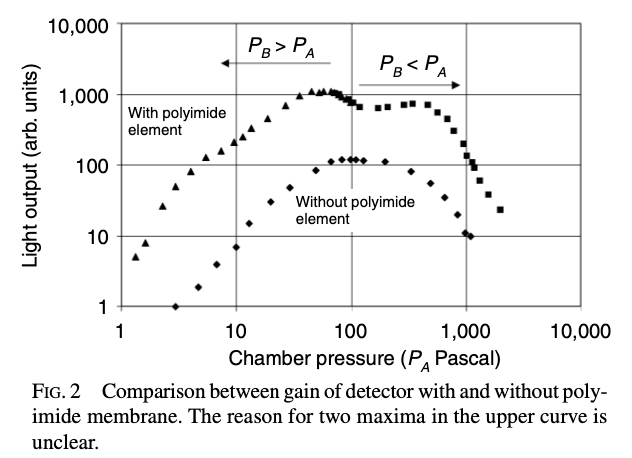 10,000
1,000
100
10
1
Light output (arb. units)
P_B > P_A
P_B < P_A
With polyimide
element
Without polyimide
element
1 10 100 1,000 10,000
Chamber pressure (P_A Pascal)
FIG. 2 Comparison between gain of detector with and without poly-
imide membrane. The reason for two maxima in the upper curve is
unclear.